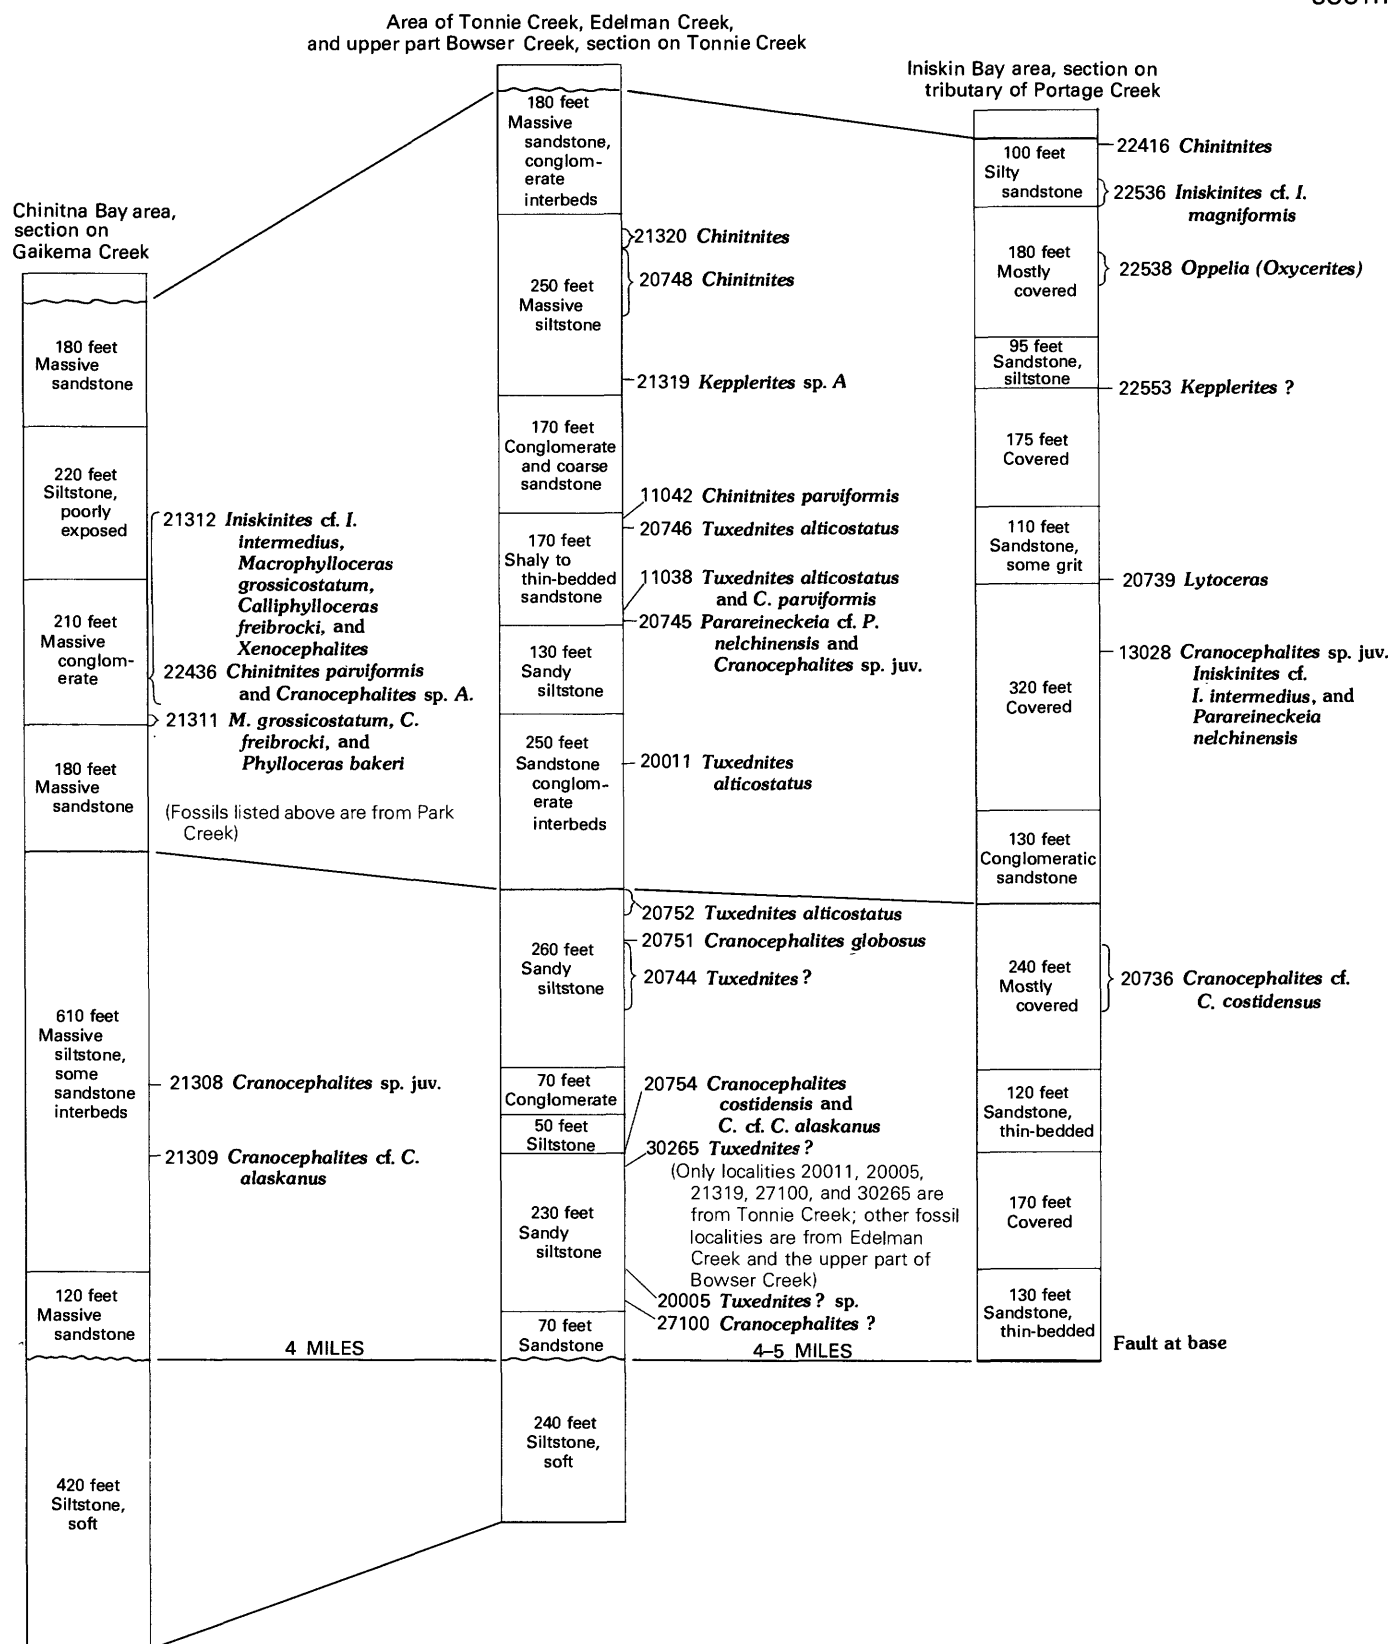 Area of Tonnie Creek, Edelman Creek,
and upper part Bowser Creek, section on Tonnie Creek
Iniskin Bay area, section on
tributary of Portage Creek
Chinitna Bay area,
section on
Gaikema Creek
180 feet
Massive
sandstone
220 feet
Siltstone,
poorly
exposed
210 feet
Massive
conglom-
erate
180 feet
Massive
sandstone
610 feet
Massive
siltstone,
some
sandstone
interbeds
120 feet
Massive
sandstone
420 feet
Siltstone,
soft
21312 Iniskinites cf. I.
intermedius,
Macrophylloceras
grossicostatum,
Calliphylloceras
freibrocki, and
Xenocephalites
22436 Chinitnites parviformis
and Cranocephalites sp. A.
21311 M. grossicostatum, C.
freibrocki, and
Phylloceras bakeri
(Fossils listed above are from Park
Creek)
21308 Cranocephalites sp. juv.
21309 Cranocephalites cf. C.
alaskanus
4 MILES
180 feet
Massive
sandstone,
conglom-
erate
interbeds
250 feet
Massive
siltstone
170 feet
Conglomerate
and coarse
sandstone
170 feet
Shaly to
thin-bedded
sandstone
130 feet
Sandy
siltstone
250 feet
Sandstone
conglom-
erate
interbeds
260 feet
Sandy
siltstone
70 feet
Conglomerate
50 feet
Siltstone
230 feet
Sandy
siltstone
70 feet
Sandstone
240 feet
Siltstone,
soft
21320 Chinitnites
20748 Chinitnites
21319 Kepplerites sp. A
11042 Chinitnites parviformis
20746 Tuxednites alticostatus
11038 Tuxednites alticostatus
and C. parviformis
20745 Parareineckeia cf. P.
nelchinensis and
Cranocephalites sp. juv.
20011 Tuxednites
alticostatus
20752 Tuxednites alticostatus
20751 Cranocephalites globosus
20744 Tuxednites ?
20754 Cranocephalites
costidensis and
C. cf. C. alaskanus
30265 Tuxednites ?
(Only localities 20011, 20005,
21319, 27100, and 30265 are
from Tonnie Creek; other fossil
localities are from Edelman
Creek and the upper part of
Bowser Creek)
20005 Tuxednites ? sp.
27100 Cranocephalites ?
4–5 MILES
100 feet
Silty
sandstone
180 feet
Mostly
covered
95 feet
Sandstone,
siltstone
175 feet
Covered
110 feet
Sandstone,
some grit
320 feet
Covered
130 feet
Conglomeratic
sandstone
240 feet
Mostly
covered
120 feet
Sandstone,
thin-bedded
170 feet
Covered
130 feet
Sandstone,
thin-bedded
22416 Chinitnites
22536 Iniskinites cf. I.
magniformis
22538 Oppelia (Oxycerites)
22553 Kepplerites ?
20739 Lytoceras
13028 Cranocephalites sp. juv.
Iniskinites cf.
I. intermedius, and
Parareineckeia
nelchinensis
20736 Cranocephalites cf.
C. costidensus
Fault at base